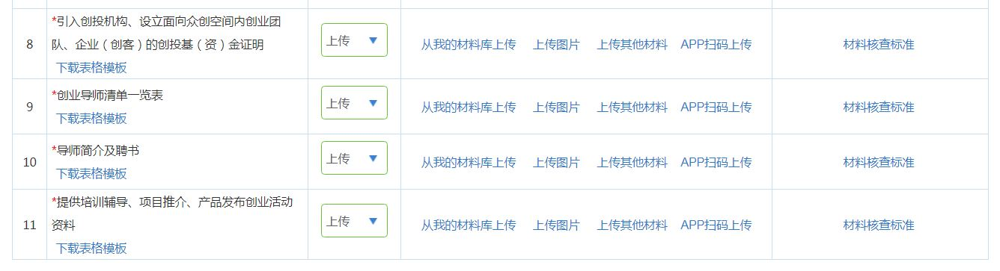 8
*引入创投机构、设立面向众创空间内创业团
队、企业（创客）的创投基（资）金证明
下载表格模板
上传
从我的材料库上传 上传图片 上传其他材料 APP扫码上传
材料核查标准
9
*创业导师清单一览表
下载表格模板
上传
从我的材料库上传 上传图片 上传其他材料 APP扫码上传
材料核查标准
10
*导师简介及聘书
下载表格模板
上传
从我的材料库上传 上传图片 上传其他材料 APP扫码上传
材料核查标准
11
*提供培训辅导、项目推介、产品发布创业活动
资料
下载表格模板
上传
从我的材料库上传 上传图片 上传其他材料 APP扫码上传
材料核查标准